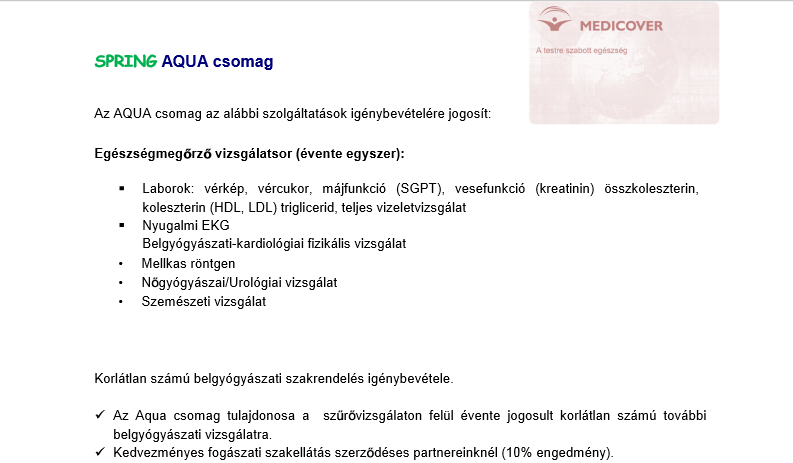 MEDICOVER
A testre szabott egészség
SPRING AQUA csomag
Az AQUA csomag az alábbi szolgáltatások igénybevételére jogosít:
Egészségmegőrző vizsgálatsor (évente egyszer):
▪ Laborok: vérkép, vércukor, májfunkció (SGPT), vesefunkció (kreatinin) összkoleszterin,
koleszterin (HDL, LDL) triglicerid, teljes vizeletvizsgálat
▪ Nyugalmi EKG
Belgyógyászati-kardiológiai fizikális vizsgálat
• Mellkas röntgen
• Nőgyógyászai/Urológiai vizsgálat
• Szemészeti vizsgálat
Korlátlan számú belgyógyászati szakrendelés igénybevétele.
✓ Az Aqua csomag tulajdonosa a szűrővizsgálaton felül évente jogosult korlátlan számú további
belgyógyászati vizsgálatra.
✓ Kedvezményes fogászati szakellátás szerződéses partnereinknél (10% engedmény).